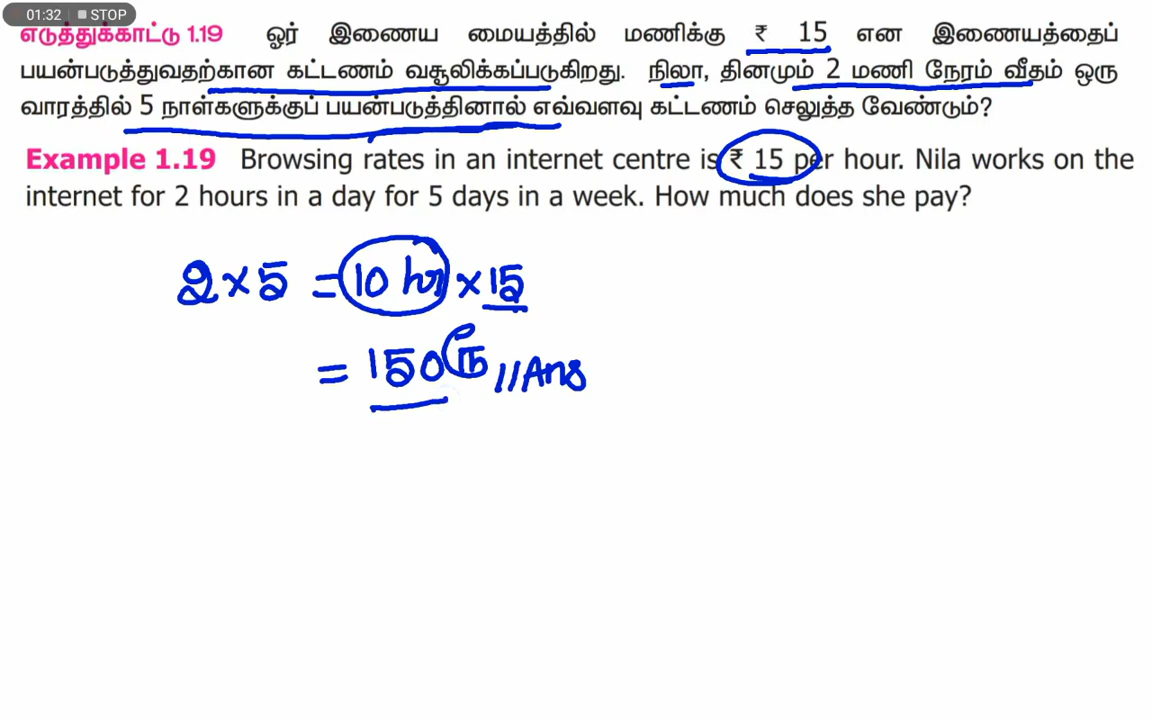 01:32 STOP
எடுத்துக்காட்டு 1.19 ஓர் இணைய மையத்தில் மணிக்கு ₹ 15 என இணையத்தைப்
பயன்படுத்துவதற்கான கட்டணம் வசூலிக்கப்படுகிறது. நிலா, தினமும் 2 மணி நேரம் வீதம் ஒரு
வாரத்தில் 5 நாள்களுக்குப் பயன்படுத்தினால் எவ்வளவு கட்டணம் செலுத்த வேண்டும்?
Example 1.19 Browsing rates in an internet centre is ₹ 15 per hour. Nila works on the
internet for 2 hours in a day for 5 days in a week. How much does she pay?
2 × 5 = 10 hr × 15
= 150 ரூ // Ans